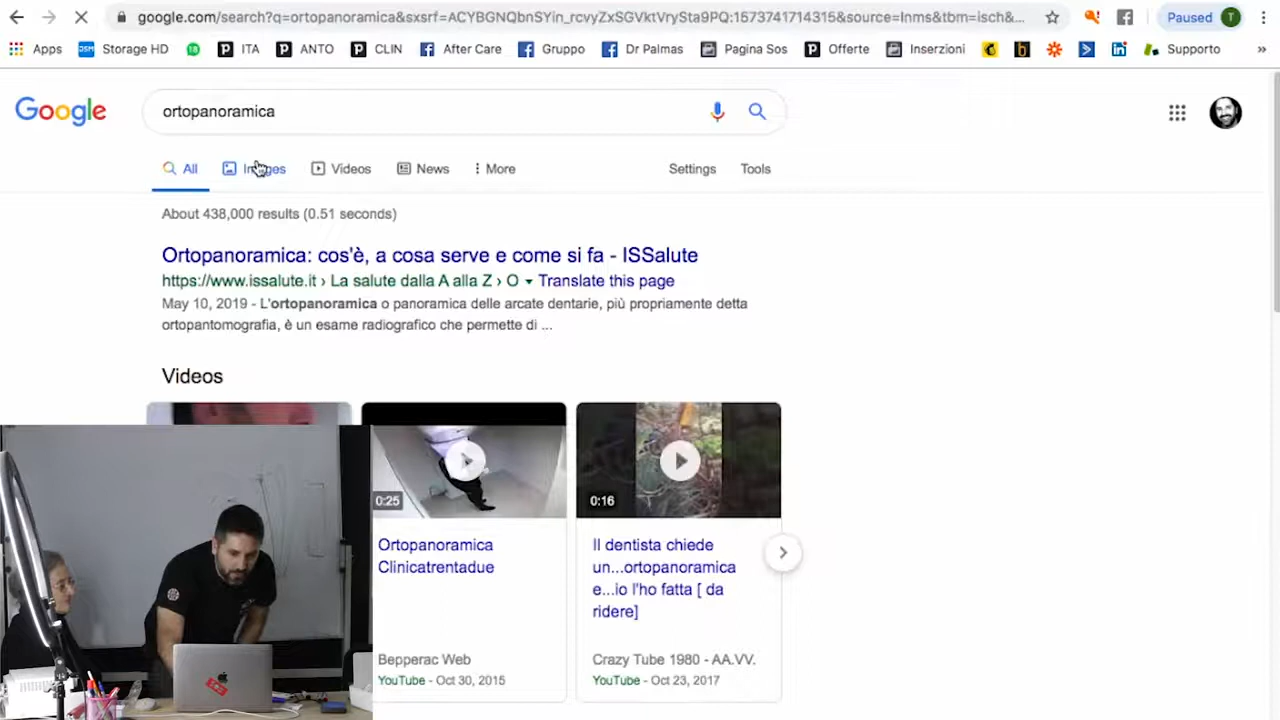 google.com/search?q=ortopanoramica&sxsrf=ACYBGNQbnSYin_rcvyZxSGVktVrySta9PQ:1573741714315&source=lnms&tbm=isch&...
Paused T
Apps DSM Storage HD ITA ANTO CLIN After Care Gruppo Dr Palmas Pagina Sos Offerte Inserzioni Supporto »
Google
ortopanoramica
All Images Videos News More Settings Tools
About 438,000 results (0.51 seconds)
Ortopanoramica: cos'è, a cosa serve e come si fa - ISSalute
https://www.issalute.it › La salute dalla A alla Z › O ▾ Translate this page
May 10, 2019 - L'ortopanoramica o panoramica delle arcate dentarie, più propriamente detta
ortopantomografia, è un esame radiografico che permette di ...
Videos
0:25
0:16
Ortopanoramica
Clinicatrentadue
Bepperac Web
YouTube - Oct 30, 2015
Il dentista chiede
un...ortopanoramica
e...io l'ho fatta [ da
ridere]
Crazy Tube 1980 - AA.VV.
YouTube - Oct 23, 2017